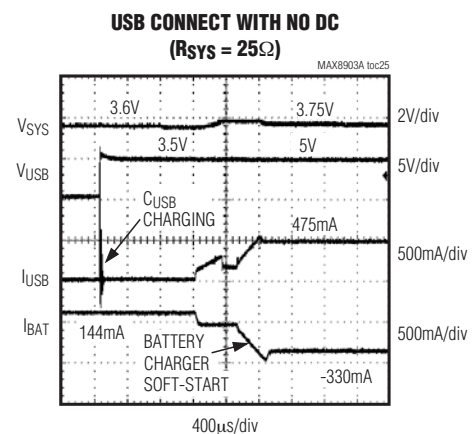 USB CONNECT WITH NO DC
(RSYS = 25Ω)
MAX8903A toc25
3.6V
3.75V
2V/div
VSYS
3.5V
5V
VUSB
5V/div
CUSB
CHARGING
475mA
500mA/div
IUSB
IBAT
144mA
BATTERY
CHARGER
SOFT-START
500mA/div
-330mA
400µs/div